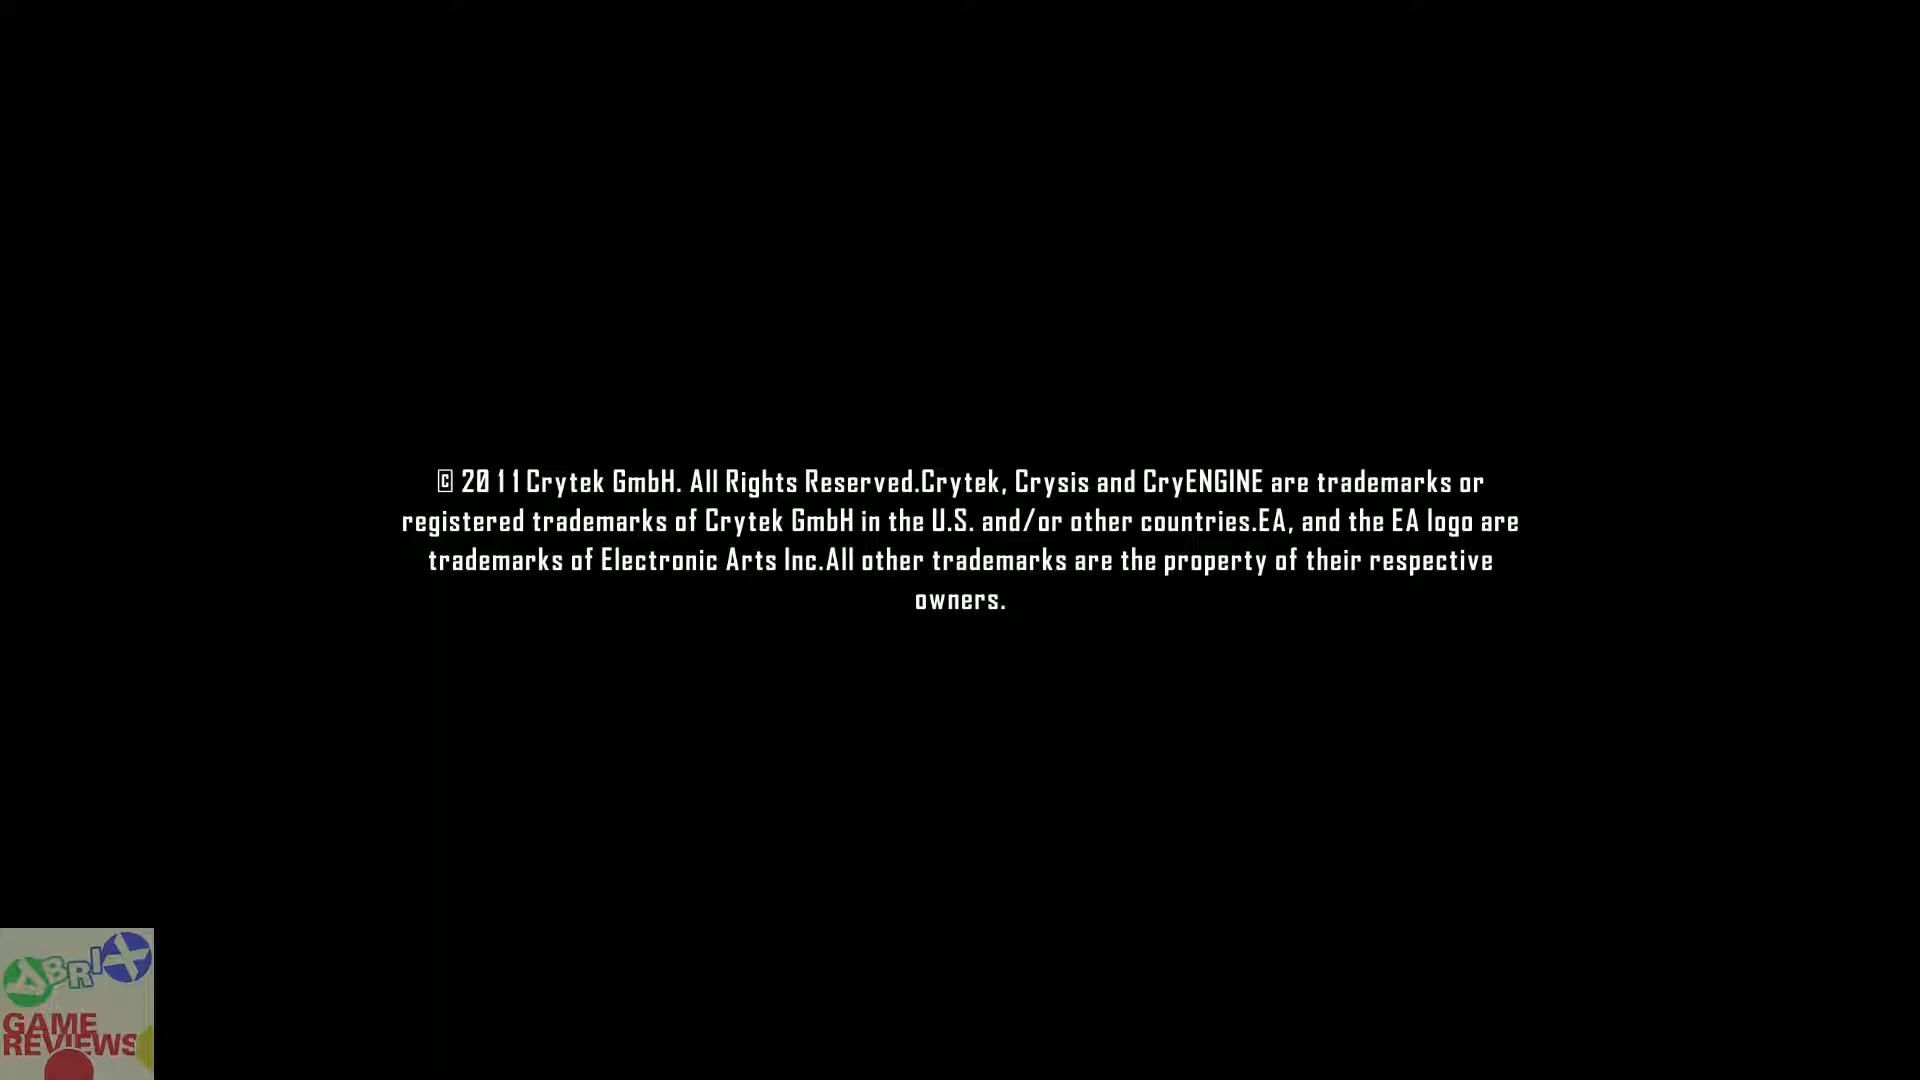 © 2011 Crytek GmbH. All Rights Reserved.Crytek, Crysis and CryENGINE are trademarks or
registered trademarks of Crytek GmbH in the U.S. and/or other countries.EA, and the EA logo are
trademarks of Electronic Arts Inc.All other trademarks are the property of their respective
owners.
ABRIX
GAME
REVIEWS